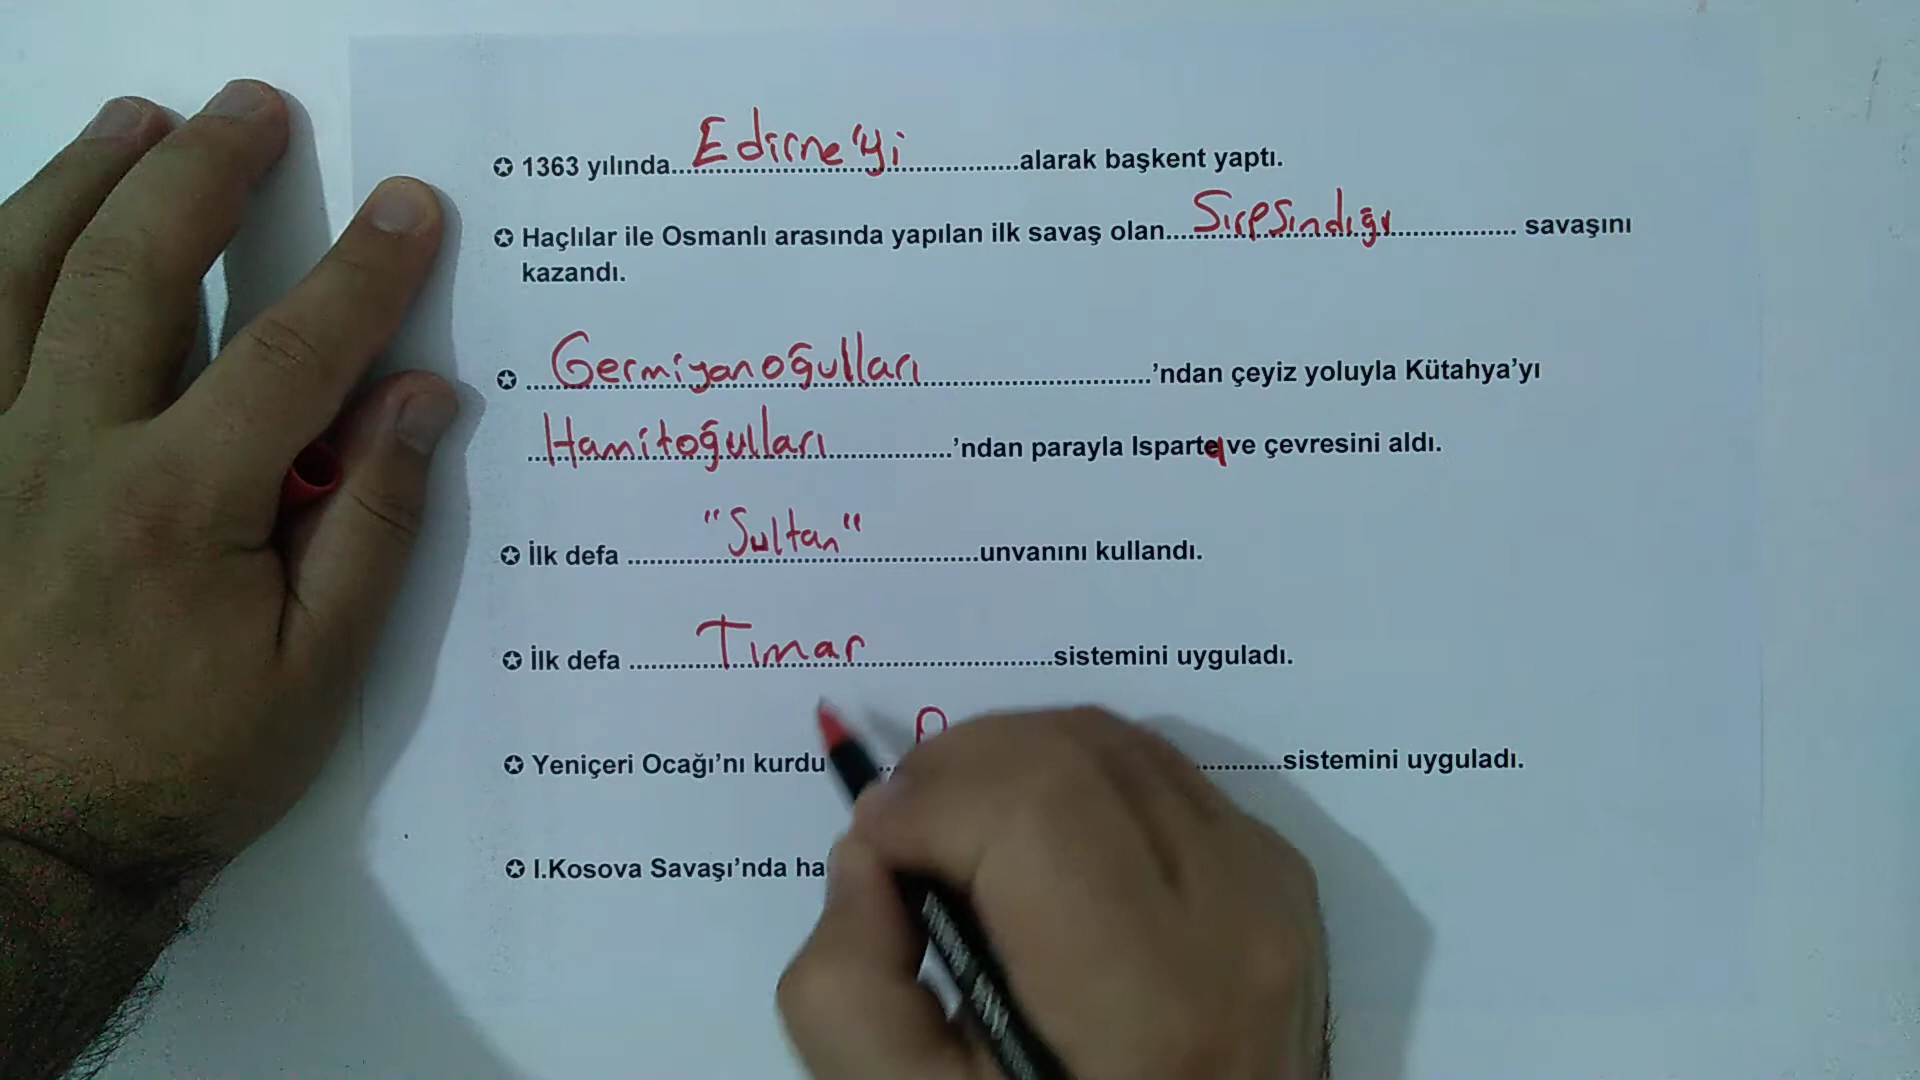 ✪ 1363 yılında....Edirne'yi....alarak başkent yaptı.
✪ Haçlılar ile Osmanlı arasında yapılan ilk savaş olan....Sırpsındığı.... savaşını
kazandı.
✪ ....Germiyanoğulları....'ndan çeyiz yoluyla Kütahya'yı
....Hamitoğulları....'ndan parayla Isparta ve çevresini aldı.
✪ İlk defa ...."Sultan"....unvanını kullandı.
✪ İlk defa ....Tımar....sistemini uyguladı.
✪ Yeniçeri Ocağı'nı kurdu ....sistemini uyguladı.
✪ I.Kosova Savaşı'nda